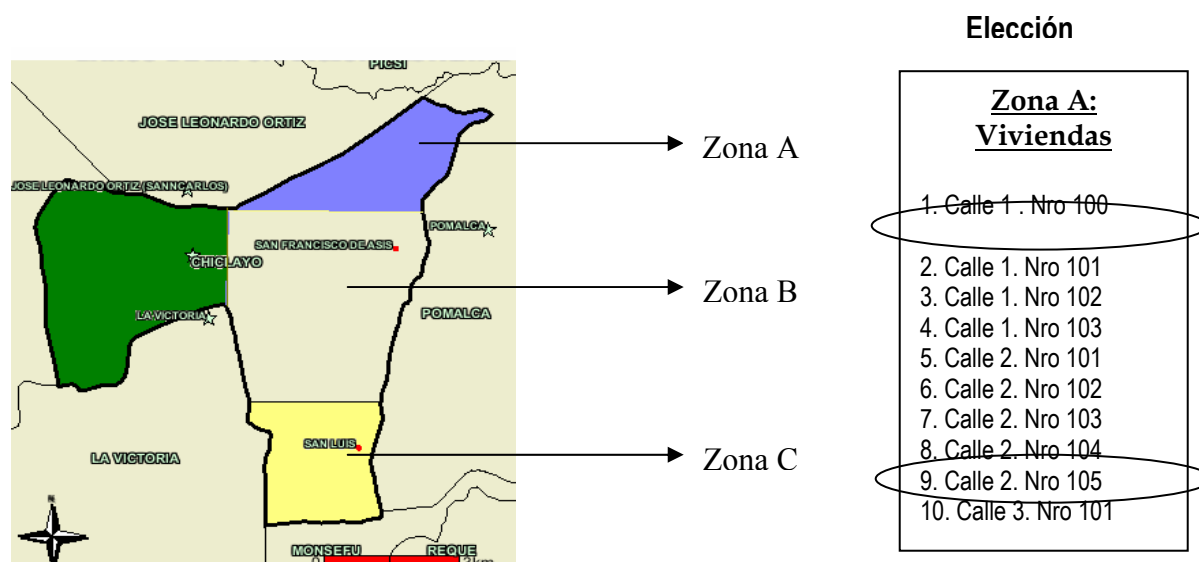 Elección
PICSI
JOSE LEONARDO ORTIZ
JOSE LEONARDO ORTIZ (SANNCARLOS)
POMALCA
SAN FRANCISCO DE ASIS
CHICLAYO
LA VICTORIA
POMALCA
SAN LUIS
LA VICTORIA
N
MONSEFU
REQUE
0
Zona A
Zona B
Zona C
Zona A:
Viviendas
1. Calle 1 . Nro 100
2. Calle 1. Nro 101
3. Calle 1. Nro 102
4. Calle 1. Nro 103
5. Calle 2. Nro 101
6. Calle 2. Nro 102
7. Calle 2. Nro 103
8. Calle 2. Nro 104
9. Calle 2. Nro 105
10. Calle 3. Nro 101